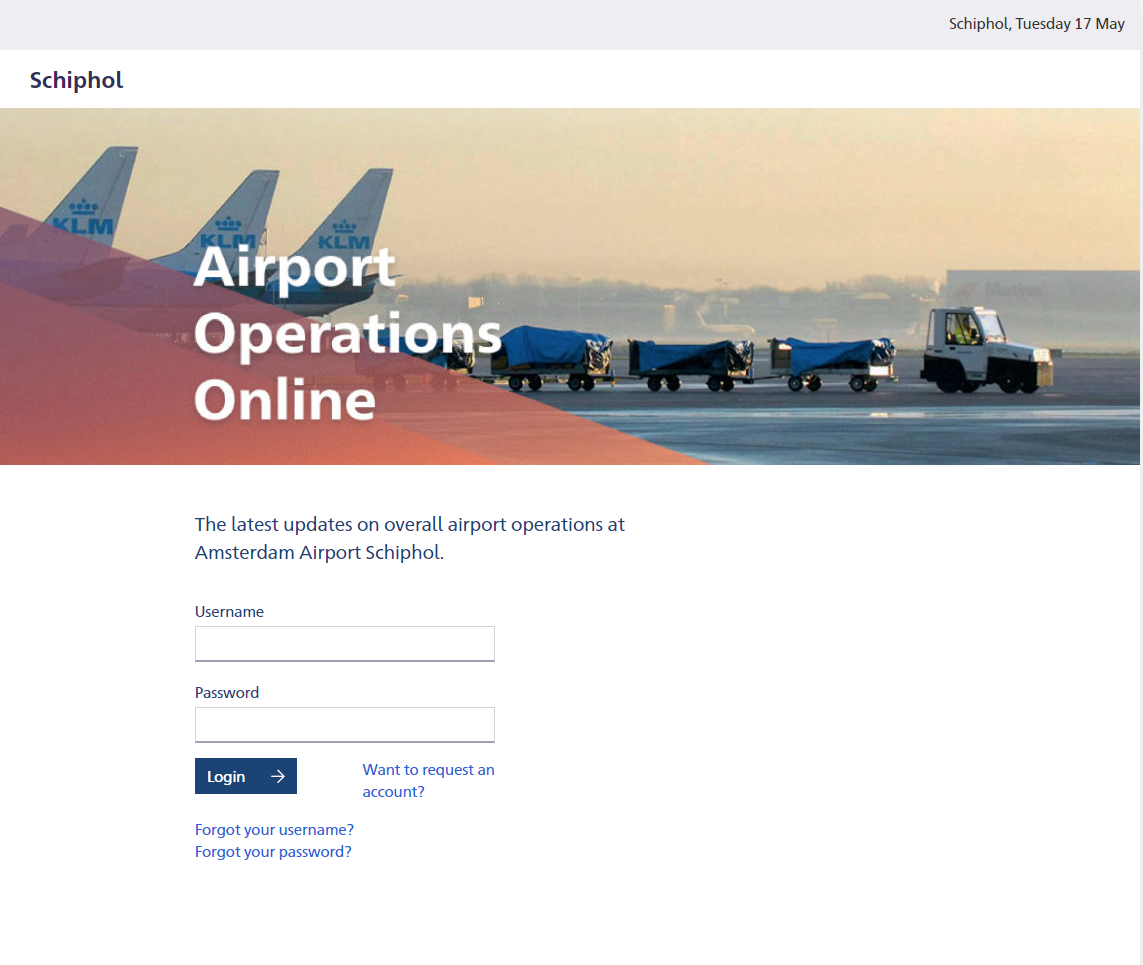 Schiphol, Tuesday 17 May
Schiphol
KLM
KLM
KLM
Airport
Operations
Online
The latest updates on overall airport operations at
Amsterdam Airport Schiphol.
Username
Password
Login
Want to request an
account?
Forgot your username?
Forgot your password?